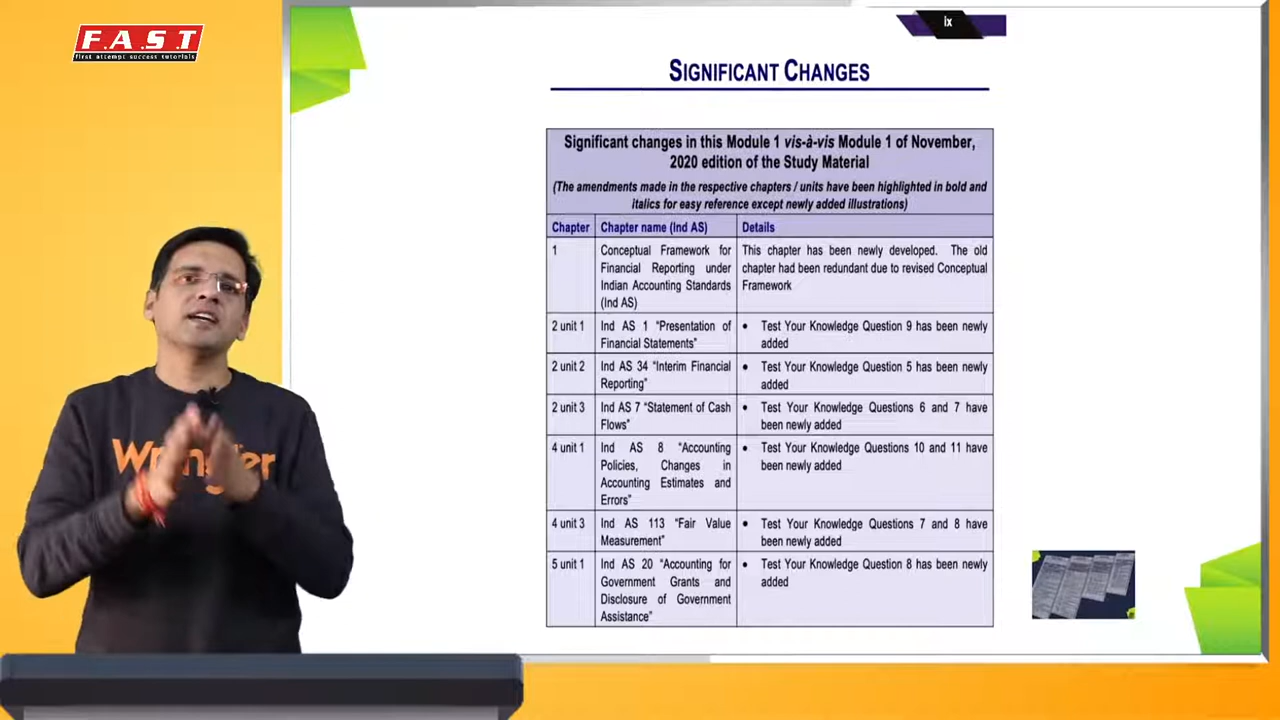 F.A.S.T
first attempt success tutorials
ix
SIGNIFICANT CHANGES
Significant changes in this Module 1 vis-à-vis Module 1 of November,
2020 edition of the Study Material
(The amendments made in the respective chapters / units have been highlighted in bold and
italics for easy reference except newly added illustrations)
Chapter
Chapter name (Ind AS)
Details
1
Conceptual Framework for
Financial Reporting under
Indian Accounting Standards
(Ind AS)
This chapter has been newly developed. The old
chapter had been redundant due to revised Conceptual
Framework
2 unit 1
Ind AS 1 “Presentation of
Financial Statements”
• Test Your Knowledge Question 9 has been newly
added
2 unit 2
Ind AS 34 “Interim Financial
Reporting”
• Test Your Knowledge Question 5 has been newly
added
2 unit 3
Ind AS 7 “Statement of Cash
Flows”
• Test Your Knowledge Questions 6 and 7 have
been newly added
4 unit 1
Ind AS 8 “Accounting
Policies, Changes in
Accounting Estimates and
Errors”
• Test Your Knowledge Questions 10 and 11 have
been newly added
4 unit 3
Ind AS 113 “Fair Value
Measurement”
• Test Your Knowledge Questions 7 and 8 have
been newly added
5 unit 1
Ind AS 20 “Accounting for
Government Grants and
Disclosure of Government
Assistance”
• Test Your Knowledge Question 8 has been newly
added
Wrangler